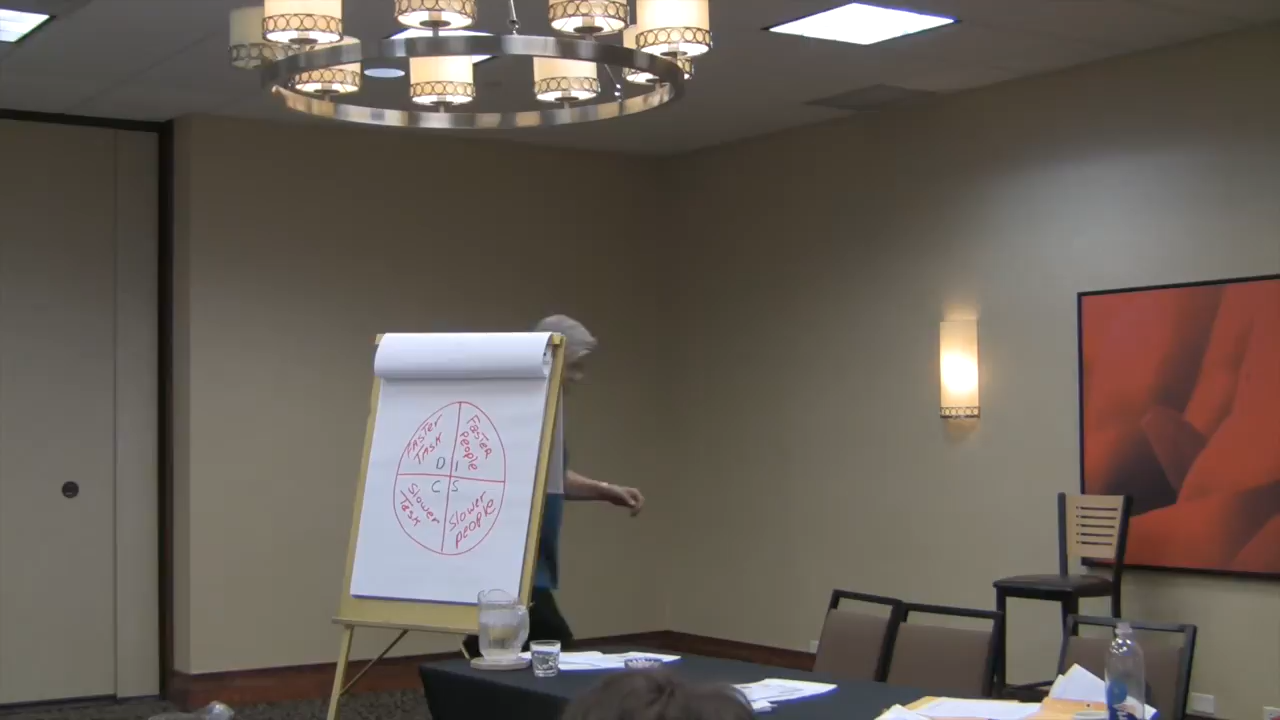 FASTER
TASK
FASTER
people
D
I
C
S
Slower
Task
Slower
people